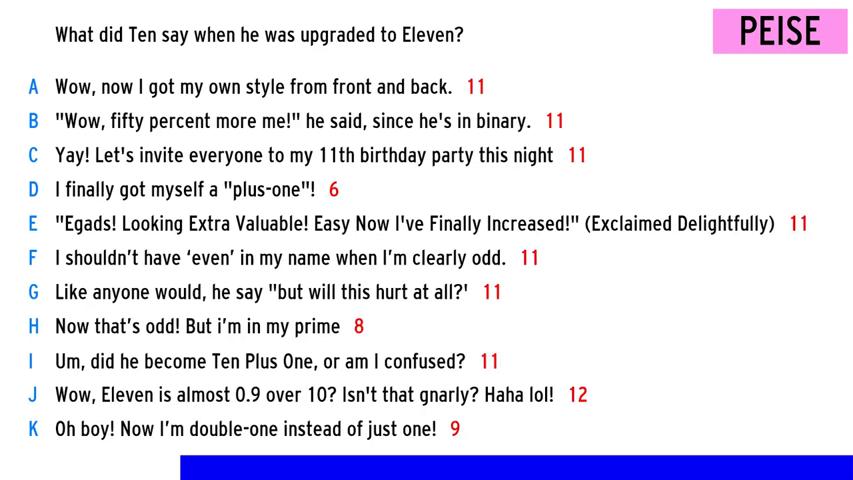 What did Ten say when he was upgraded to Eleven?
PEISE
A Wow, now I got my own style from front and back. 11
B "Wow, fifty percent more me!" he said, since he's in binary. 11
C Yay! Let's invite everyone to my 11th birthday party this night 11
D I finally got myself a "plus-one"! 6
E "Egads! Looking Extra Valuable! Easy Now I've Finally Increased!" (Exclaimed Delightfully) 11
F I shouldn’t have ‘even’ in my name when I’m clearly odd. 11
G Like anyone would, he say "but will this hurt at all?' 11
H Now that’s odd! But i’m in my prime 8
I Um, did he become Ten Plus One, or am I confused? 11
J Wow, Eleven is almost 0.9 over 10? Isn't that gnarly? Haha lol! 12
K Oh boy! Now I’m double-one instead of just one! 9